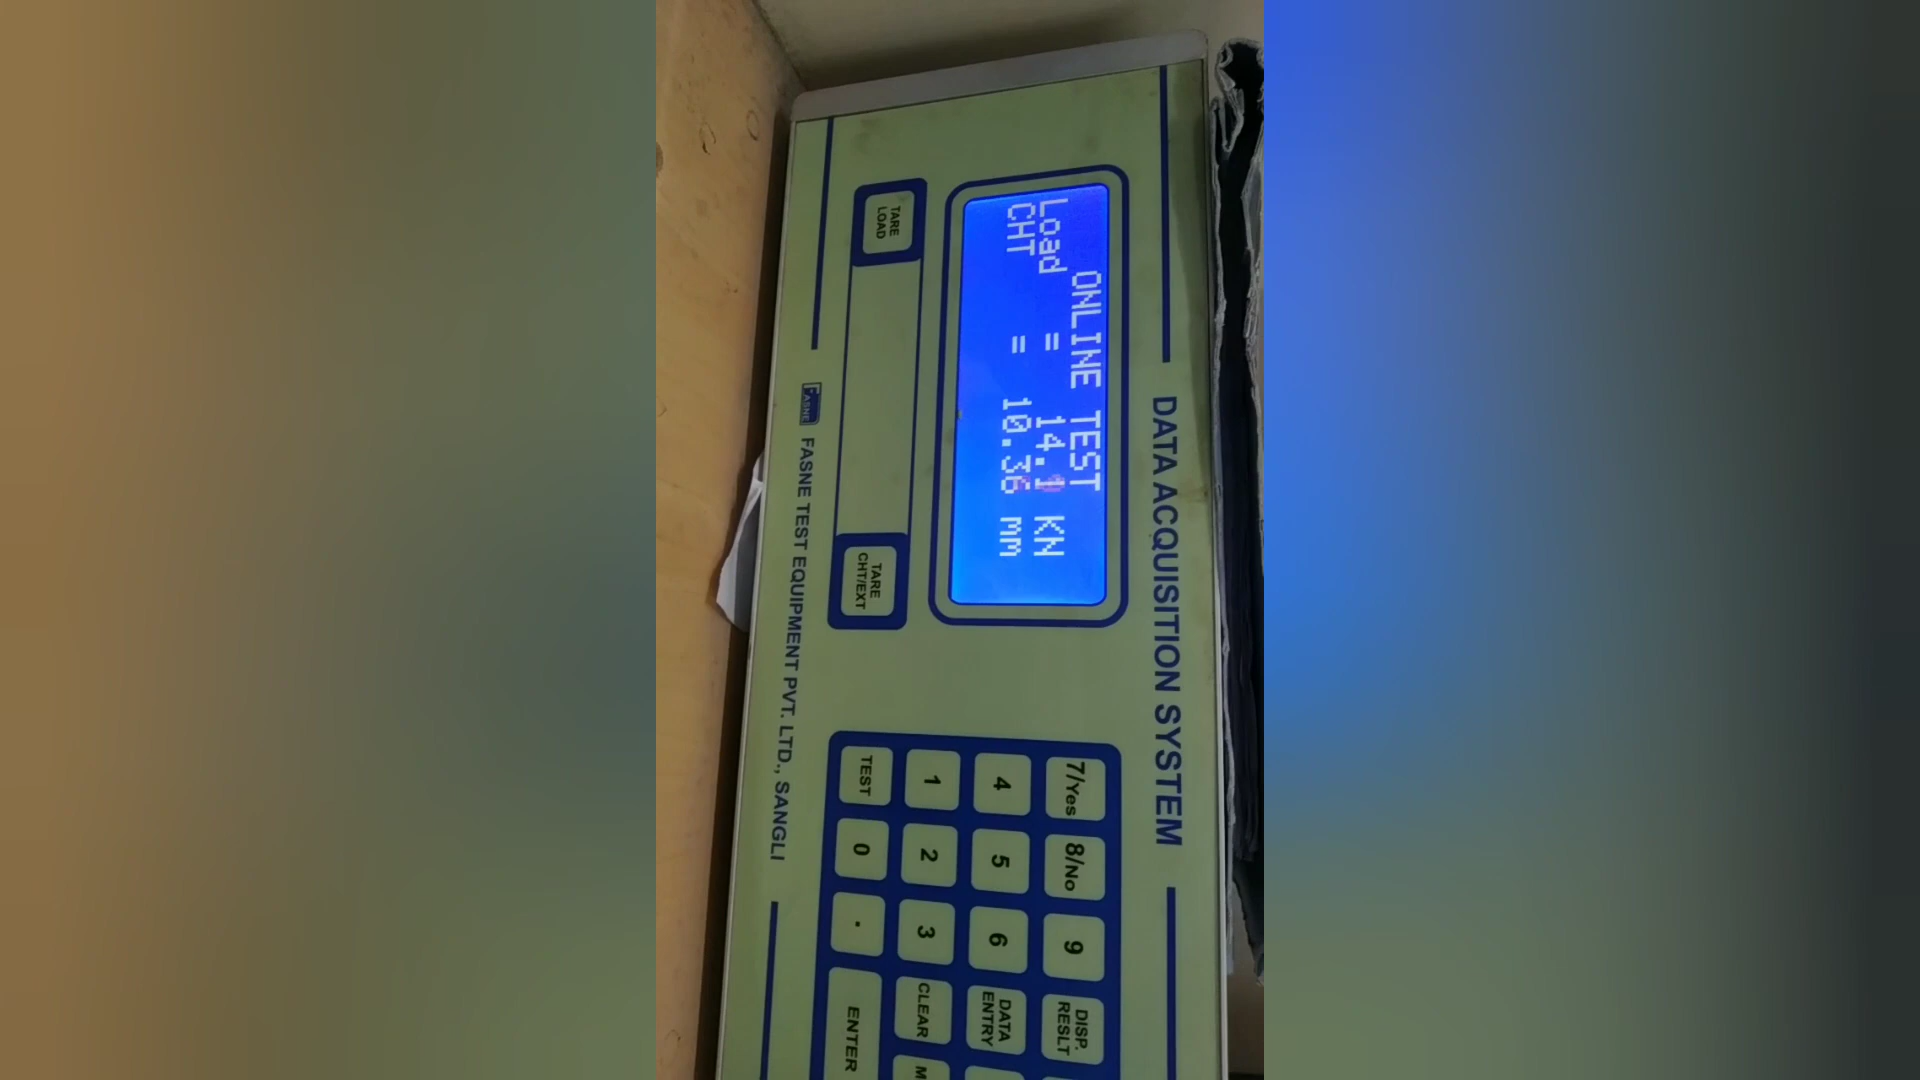 DATA ACQUISITION SYSTEM
ONLINE TEST
Load = 14. KN
CHT = 10.36 mm
TARE LOAD
TARE CHT/EXT
FASNE
FASNE TEST EQUIPMENT PVT. LTD., SANGLI
7/Yes 8/No 9 DISP. RESLT
4 5 6 DATA ENTRY
1 2 3 CLEAR
TEST 0 . ENTER